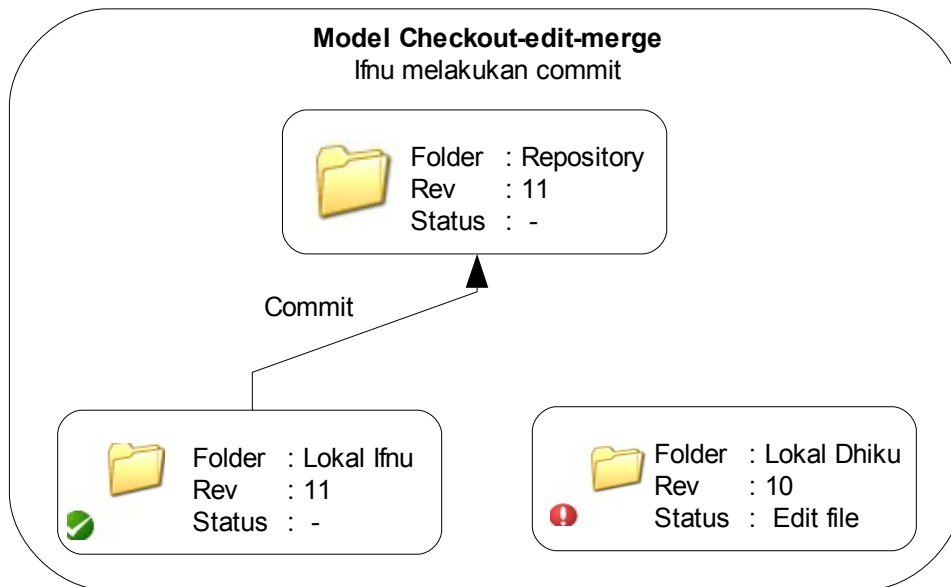 Model Checkout-edit-merge
Ifnu melakukan commit
Folder : Repository
Rev : 11
Status : -
Commit
Folder : Lokal Ifnu
Rev : 11
Status : -
Folder : Lokal Dhiku
Rev : 10
Status : Edit file